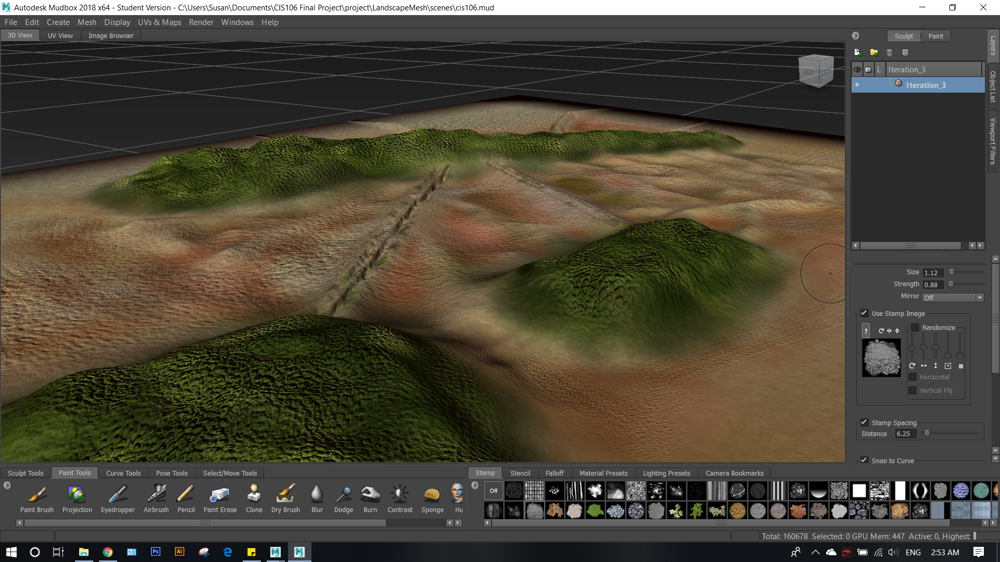 Autodesk Mudbox 2018 x64 - Student Version - C:\Users\Susan\Documents\CIS106 Final Project\project\LandscapeMesh\scenes\cis106.mud
File Edit Create Mesh Display UVs & Maps Render Windows Help
3D View UV View Image Browser
LEFT FRONT
Sculpt Paint
L Iteration_3
Iteration_3
Layers
Object List
Viewport Filters
Size 1.12
Strength 0.88
Mirror Off
Use Stamp Image
Randomize
Horizontal
Vertical Flip
Stamp Spacing
Distance 6.25
Snap to Curve
Sculpt Tools Paint Tools Curve Tools Pose Tools Select/Move Tools
Paint Brush Projection Eyedropper Airbrush Pencil Paint Erase Clone Dry Brush Blur Dodge Burn Contrast Sponge Hu
Stamp Stencil Falloff Material Presets Lighting Presets Camera Bookmarks
Off
Total: 160678 Selected: 0 GPU Mem: 447 Active: 0, Highest:
Ps Ai M M
ENG 2:53 AM